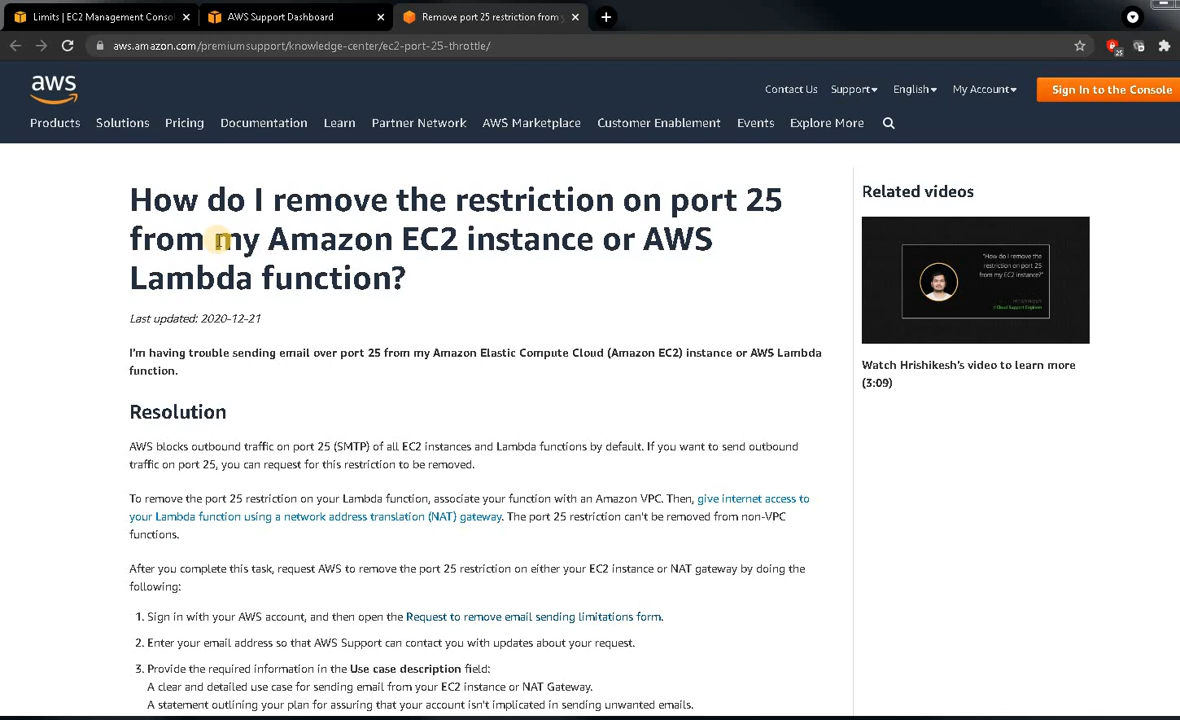 Limits | EC2 Management Conso
AWS Support Dashboard
Remove port 25 restriction from y
aws.amazon.com/premiumsupport/knowledge-center/ec2-port-25-throttle/
25
aws
Contact Us Support English My Account Sign In to the Console
Products Solutions Pricing Documentation Learn Partner Network AWS Marketplace Customer Enablement Events Explore More
How do I remove the restriction on port 25
from my Amazon EC2 instance or AWS
Lambda function?
Last updated: 2020-12-21
I'm having trouble sending email over port 25 from my Amazon Elastic Compute Cloud (Amazon EC2) instance or AWS Lambda
function.
Resolution
AWS blocks outbound traffic on port 25 (SMTP) of all EC2 instances and Lambda functions by default. If you want to send outbound
traffic on port 25, you can request for this restriction to be removed.
To remove the port 25 restriction on your Lambda function, associate your function with an Amazon VPC. Then, give internet access to
your Lambda function using a network address translation (NAT) gateway. The port 25 restriction can't be removed from non-VPC
functions.
After you complete this task, request AWS to remove the port 25 restriction on either your EC2 instance or NAT gateway by doing the
following:
1. Sign in with your AWS account, and then open the Request to remove email sending limitations form.
2. Enter your email address so that AWS Support can contact you with updates about your request.
3. Provide the required information in the Use case description field:
A clear and detailed use case for sending email from your EC2 instance or NAT Gateway.
A statement outlining your plan for assuring that your account isn't implicated in sending unwanted emails.
Related videos
"How do I remove the
restriction on port 25
from my EC2 instance?"
Watch Hrishikesh's video to learn more
(3:09)